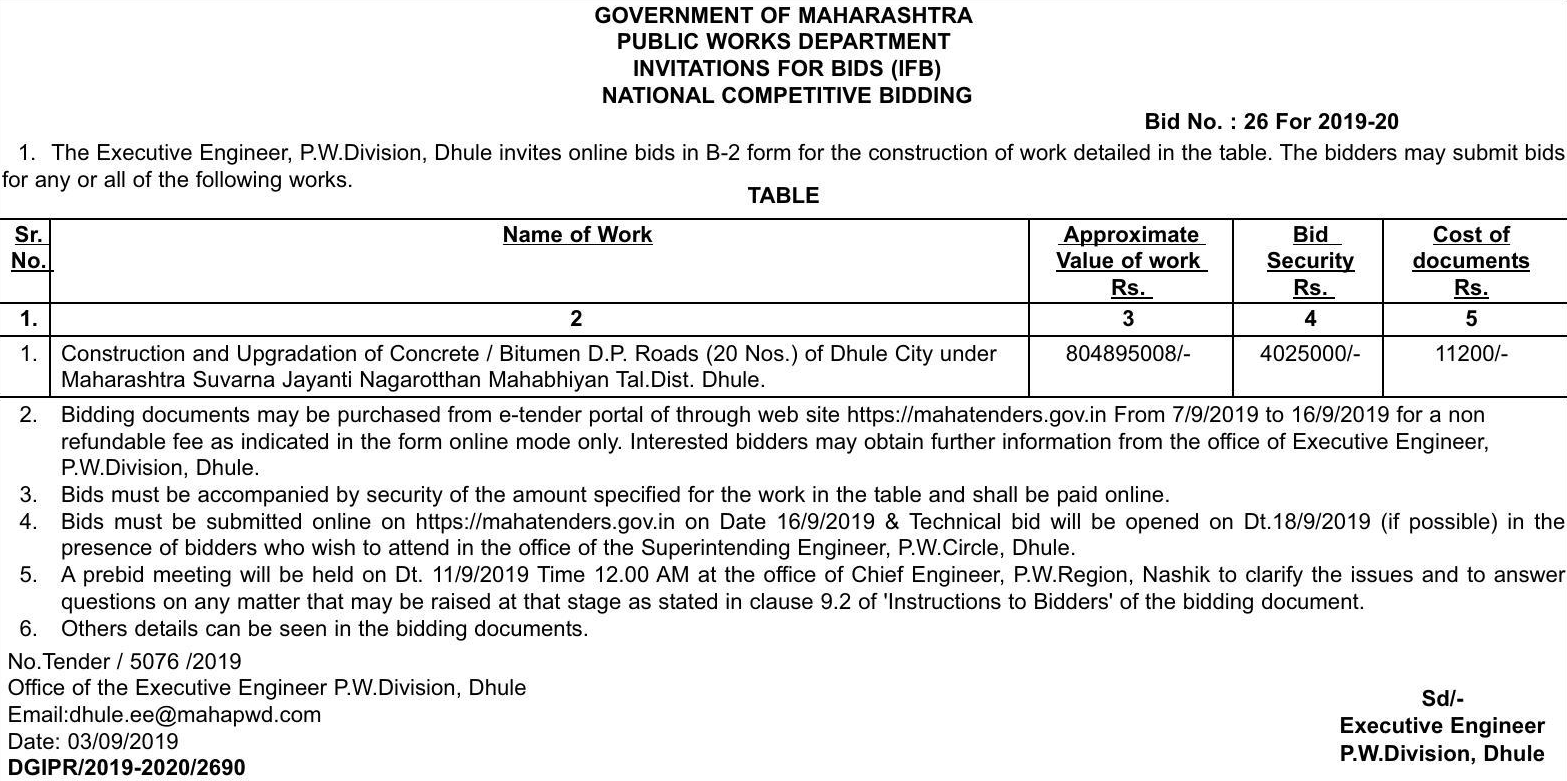 GOVERNMENT OF MAHARASHTRA
PUBLIC WORKS DEPARTMENT
INVITATIONS FOR BIDS (IFB)
NATIONAL COMPETITIVE BIDDING
Bid No. : 26 For 2019-20
1. The Executive Engineer, P.W.Division, Dhule invites online bids in B-2 form for the construction of work detailed in the table. The bidders may submit bids
for any or all of the following works.
TABLE
Sr. No. Name of Work Approximate Value of work Rs. Bid Security Rs. Cost of documents Rs.
1. 2 3 4 5
1. Construction and Upgradation of Concrete / Bitumen D.P. Roads (20 Nos.) of Dhule City under 804895008/- 4025000/- 11200/-
Maharashtra Suvarna Jayanti Nagarotthan Mahabhiyan Tal.Dist. Dhule.
2. Bidding documents may be purchased from e-tender portal of through web site https://mahatenders.gov.in From 7/9/2019 to 16/9/2019 for a non
refundable fee as indicated in the form online mode only. Interested bidders may obtain further information from the office of Executive Engineer,
P.W.Division, Dhule.
3. Bids must be accompanied by security of the amount specified for the work in the table and shall be paid online.
4. Bids must be submitted online on https://mahatenders.gov.in on Date 16/9/2019 & Technical bid will be opened on Dt.18/9/2019 (if possible) in the
presence of bidders who wish to attend in the office of the Superintending Engineer, P.W.Circle, Dhule.
5. A prebid meeting will be held on Dt. 11/9/2019 Time 12.00 AM at the office of Chief Engineer, P.W.Region, Nashik to clarify the issues and to answer
questions on any matter that may be raised at that stage as stated in clause 9.2 of 'Instructions to Bidders' of the bidding document.
6. Others details can be seen in the bidding documents.
No.Tender / 5076 /2019
Office of the Executive Engineer P.W.Division, Dhule
Email:dhule.ee@mahapwd.com
Date: 03/09/2019
DGIPR/2019-2020/2690
Sd/-
Executive Engineer
P.W.Division, Dhule